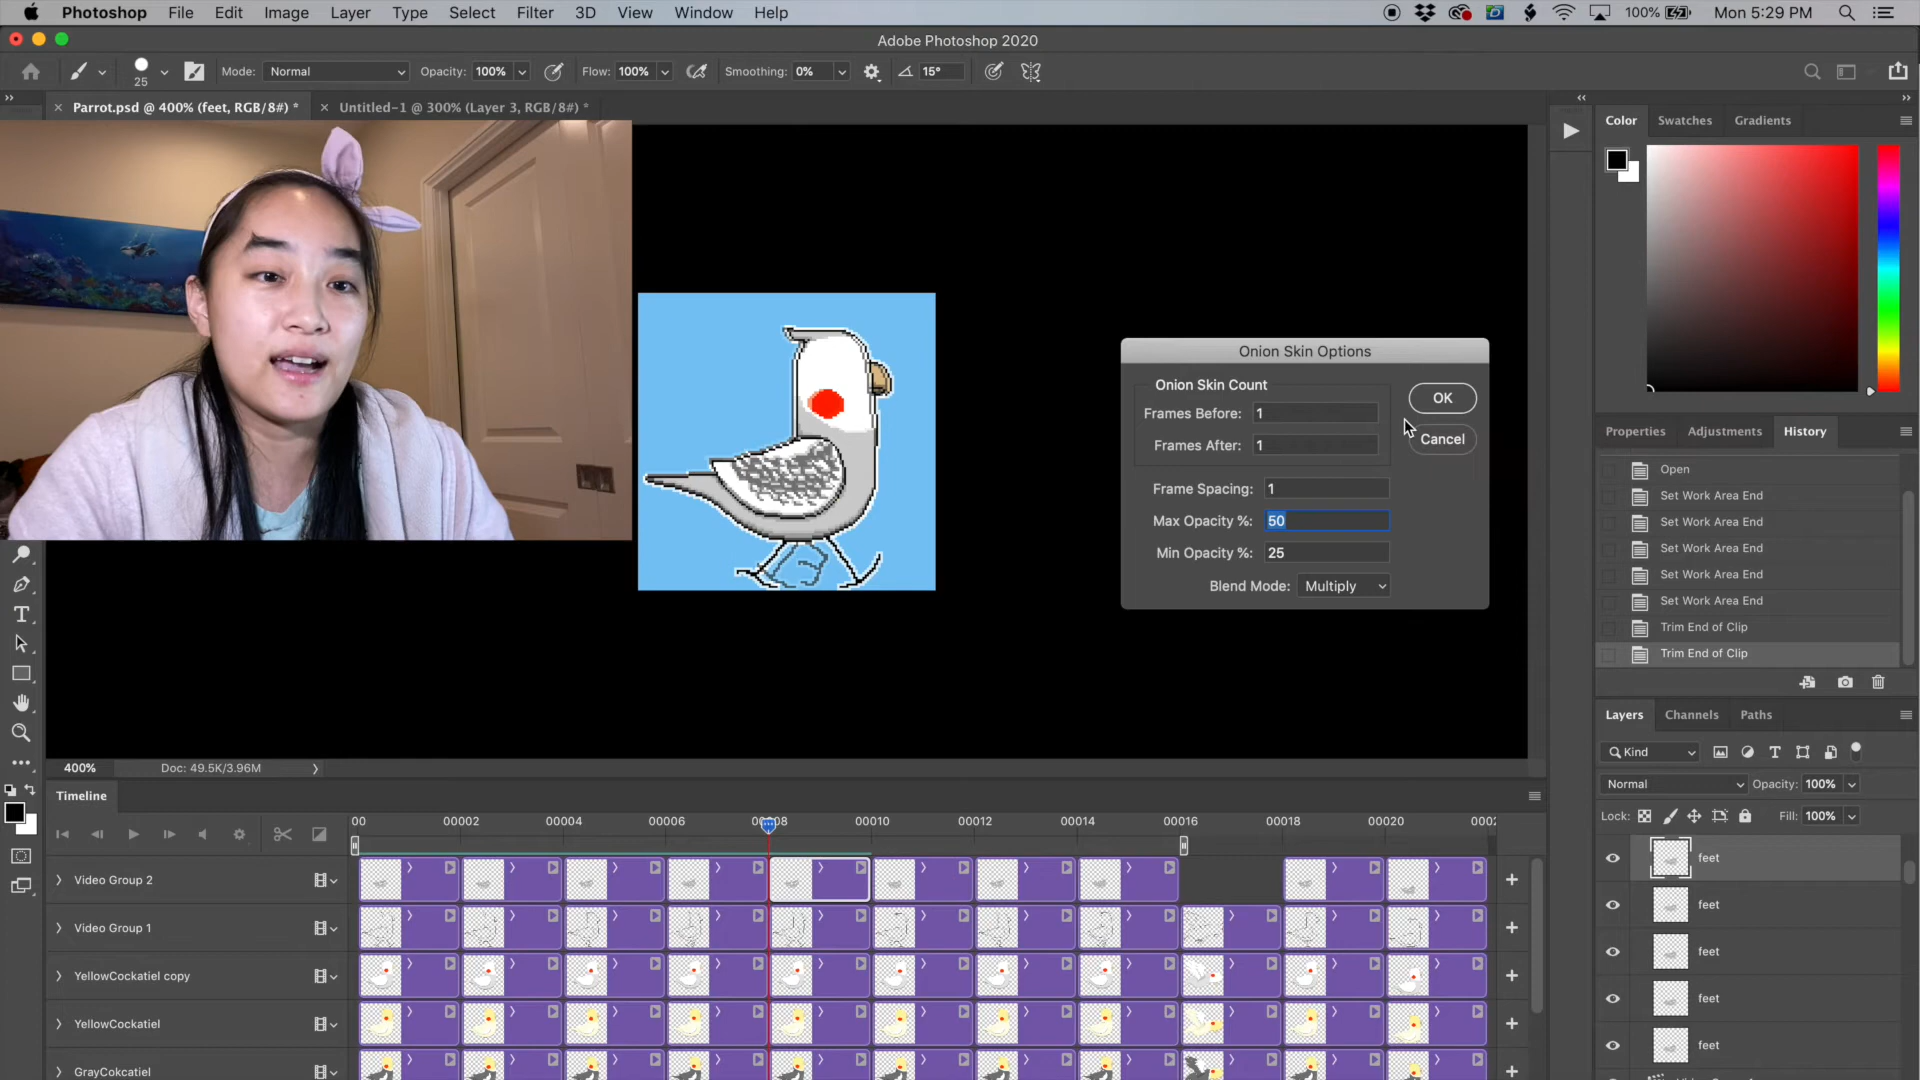 Photoshop File Edit Image Layer Type Select Filter 3D View Window Help 100% Mon 5:29 PM
Adobe Photoshop 2020
25 Mode: Normal Opacity: 100% Flow: 100% Smoothing: 0% 15°
Parrot.psd @ 400% (feet, RGB/8#) * Untitled-1 @ 300% (Layer 3, RGB/8#) *
Color Swatches Gradients
Onion Skin Options
Onion Skin Count
Frames Before: 1
Frames After: 1
Frame Spacing: 1
Max Opacity %: 50
Min Opacity %: 25
Blend Mode: Multiply
OK
Cancel
Properties Adjustments History
Open
Set Work Area End
Set Work Area End
Set Work Area End
Set Work Area End
Set Work Area End
Trim End of Clip
Trim End of Clip
Layers Channels Paths
Kind
Normal Opacity: 100%
Lock: Fill: 100%
feet
feet
feet
feet
feet
400% Doc: 49.5K/3.96M
Timeline
00 00002 00004 00006 00010 00012 00014 00016 00018 00020
Video Group 2
Video Group 1
YellowCockatiel copy
YellowCockatiel
GrayCokcatiel